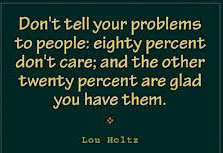 Don't tell your problems
to people: eighty percent
don't care; and the other
twenty percent are glad
you have them.
Lou Holtz